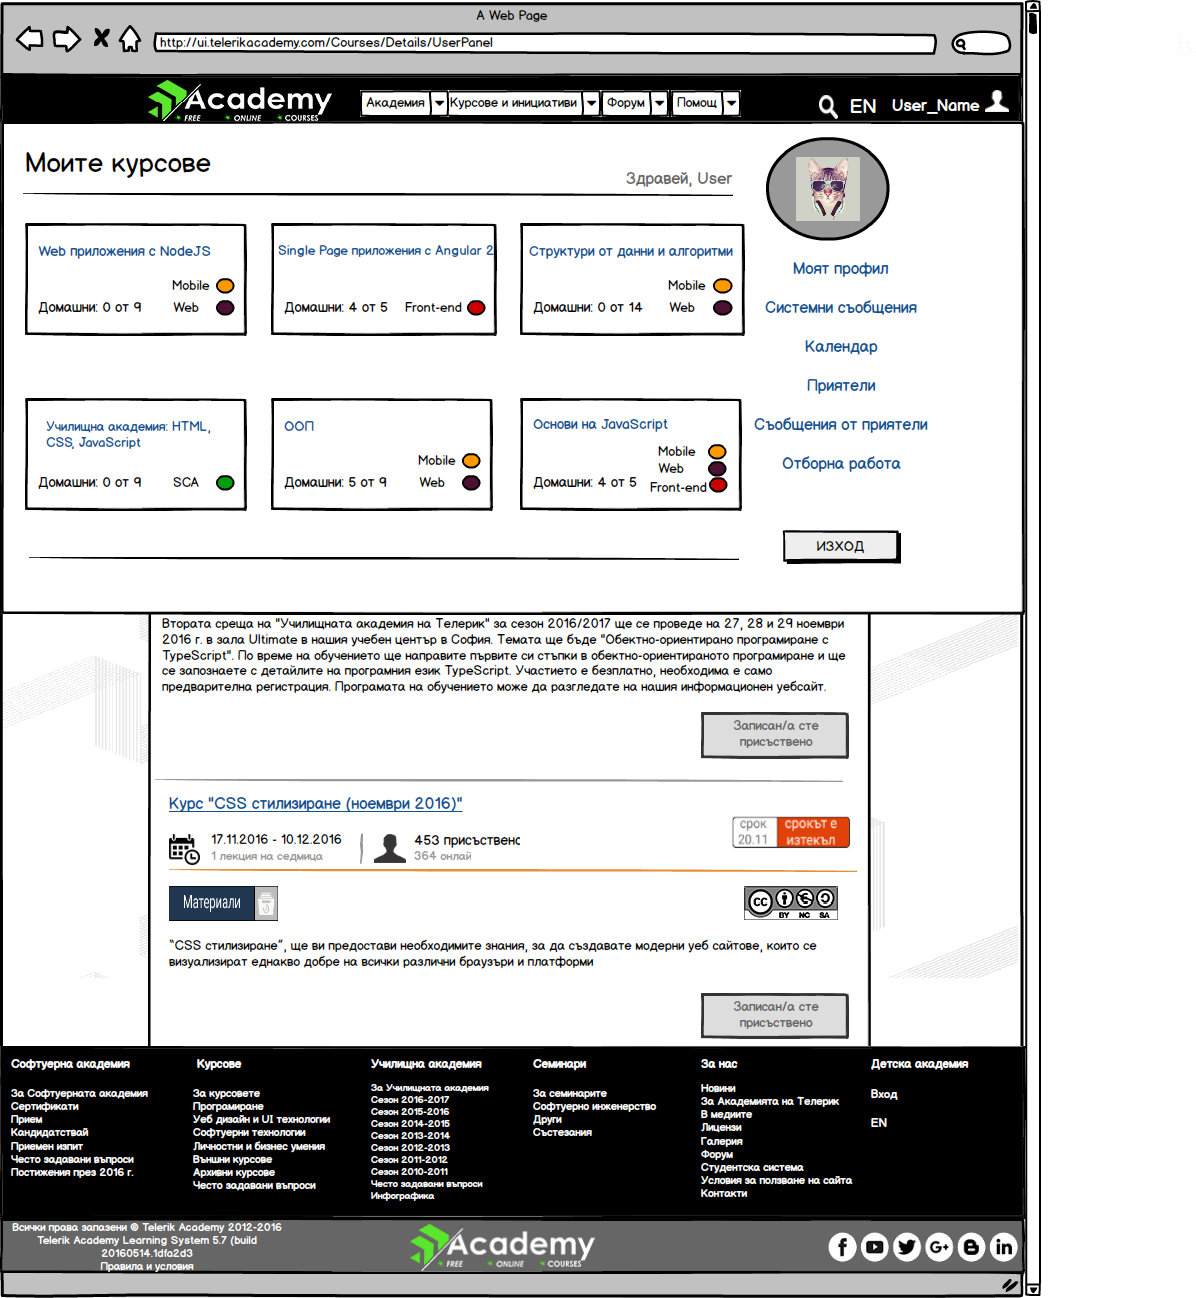 A Web Page
http://ui.telerikacademy.com/Courses/Details/UserPanel
Academy
FREE ONLINE COURSES
Академия
Курсове и инициативи
Форум
Помощ
EN
User_Name
Моите курсове
Здравей, User
Web приложения с NodeJS
Mobile
Домашни: 0 от 9
Web
Single Page приложения с Angular 2
Домашни: 4 от 5
Front-end
Структури от данни и алгоритми
Mobile
Домашни: 0 от 14
Web
Училищна академия: HTML,
CSS, JavaScript
Домашни: 0 от 9
SCA
ООП
Mobile
Домашни: 5 от 9
Web
Основи на JavaScript
Mobile
Web
Домашни: 4 от 5
Front-end
Моят профил
Системни съобщения
Календар
Приятели
Съобщения от приятели
Отборна работа
ИЗХОД
Втората среща на "Училищната академия на Телерик" за сезон 2016/2017 ще се проведе на 27, 28 и 29 ноември
2016 г. в зала Ultimate в нашия учебен център в София. Темата ще бъде "Обектно-ориентирано програмиране с
TypeScript". По време на обучението ще направите първите си стъпки в обектно-ориентираното програмиране и ще
се запознаете с детайлите на програмния език TypeScript. Участието е безплатно, необходима е само
предварителна регистрация. Програмата на обучението може да разгледате на нашия информационен уебсайт.
Записан/а сте
присъствено
Курс "CSS стилизиране (ноември 2016)"
17.11.2016 - 10.12.2016
1 лекция на седмица
453 присъственс
364 онлай
срок
20.11
срокът е
изтекъл
Материали
CC BY NC SA
"CSS стилизиране", ще ви предостави необходимите знания, за да създавате модерни уеб сайтове, които се
визуализират еднакво добре на всички различни браузъри и платформи
Записан/а сте
присъствено
Софтуерна академия
За Софтуерната академия
Сертификати
Прием
Кандидатствай
Приемен изпит
Често задавани въпроси
Постижения през 2016 г.
Курсове
За курсовете
Програмиране
Уеб дизайн и UI технологии
Софтуерни технологии
Личностни и бизнес умения
Външни курсове
Архивни курсове
Често задавани въпроси
Училищна академия
За Училищната академия
Сезон 2016-2017
Сезон 2015-2016
Сезон 2014-2015
Сезон 2013-2014
Сезон 2012-2013
Сезон 2011-2012
Сезон 2010-2011
Често задавани въпроси
Инфографика
Семинари
За семинарите
Софтуерно инженерство
Други
Състезания
За нас
Новини
За Академията на Телерик
В медиите
Лицензи
Галерия
Форум
Студентска система
Условия за ползване на сайта
Контакти
Детска академия
Вход
EN
Всички права запазени © Telerik Academy 2012-2016
Telerik Academy Learning System 5.7 (build
20160514.1dfa2d3
Правила и условия
Academy
FREE ONLINE COURSES